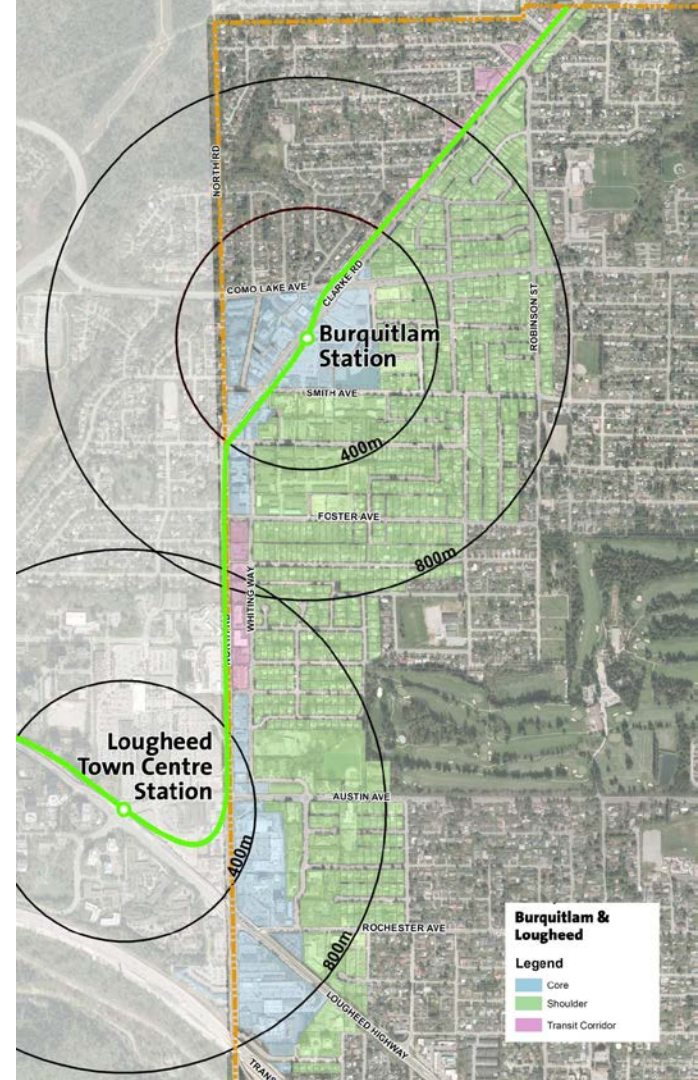 NORTH RD
COMO LAKE AVE
CLARKE RD
ROBINSON ST.
Burquitlam
Station
SMITH AVE
400m
FOSTER AVE
800m
WHITING WAY
Lougheed
Town Centre
Station
AUSTIN AVE
400m
ROCHESTER AVE
800m
LOUGHEED HIGHWAY
Burquitlam &
Lougheed
Legend
Core
Shoulder
Transit Corridor